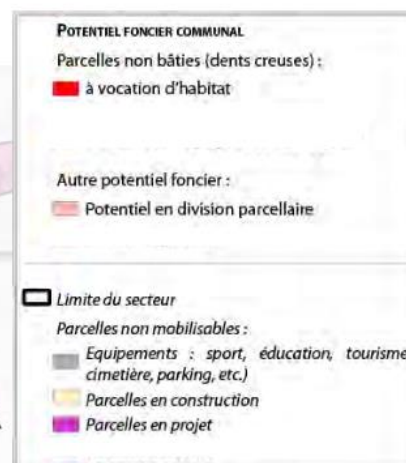 POTENTIEL FONCIER COMMUNAL
Parcelles non bâties (dents creuses) :
à vocation d'habitat
Autre potentiel foncier :
Potentiel en division parcellaire
Limite du secteur
Parcelles non mobilisables :
Equipements : sport, éducation, tourisme
cimetière, parking, etc.)
Parcelles en construction
Parcelles en projet